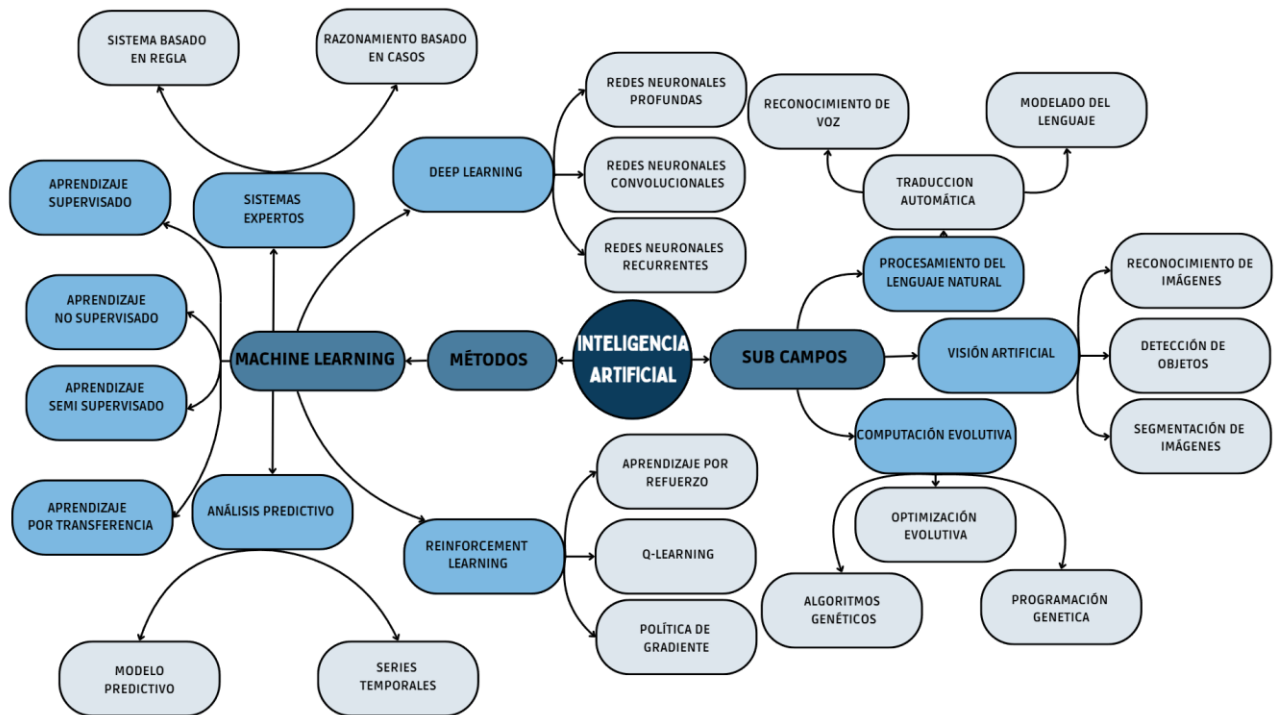 SISTEMA BASADO
EN REGLA
RAZONAMIENTO BASADO
EN CASOS
REDES NEURONALES
PROFUNDAS
RECONOCIMIENTO DE
VOZ
MODELADO DEL
LENGUAJE
DEEP LEARNING
REDES NEURONALES
CONVOLUCIONALES
TRADUCCION
AUTOMÁTICA
APRENDIZAJE
SUPERVISADO
SISTEMAS
EXPERTOS
REDES NEURONALES
RECURRENTES
PROCESAMIENTO DEL
LENGUAJE NATURAL
RECONOCIMIENTO DE
IMÁGENES
APRENDIZAJE
NO SUPERVISADO
MACHINE LEARNING
MÉTODOS
INTELIGENCIA
ARTIFICIAL
SUB CAMPOS
VISIÓN ARTIFICIAL
DETECCIÓN DE
OBJETOS
APRENDIZAJE
SEMI SUPERVISADO
COMPUTACIÓN EVOLUTIVA
SEGMENTACIÓN DE
IMÁGENES
APRENDIZAJE POR
REFUERZO
APRENDIZAJE
POR TRANSFERENCIA
ANÁLISIS PREDICTIVO
OPTIMIZACIÓN
EVOLUTIVA
REINFORCEMENT
LEARNING
Q-LEARNING
ALGORITMOS
GENÉTICOS
PROGRAMACIÓN
GENETICA
POLÍTICA DE
GRADIENTE
MODELO
PREDICTIVO
SERIES
TEMPORALES